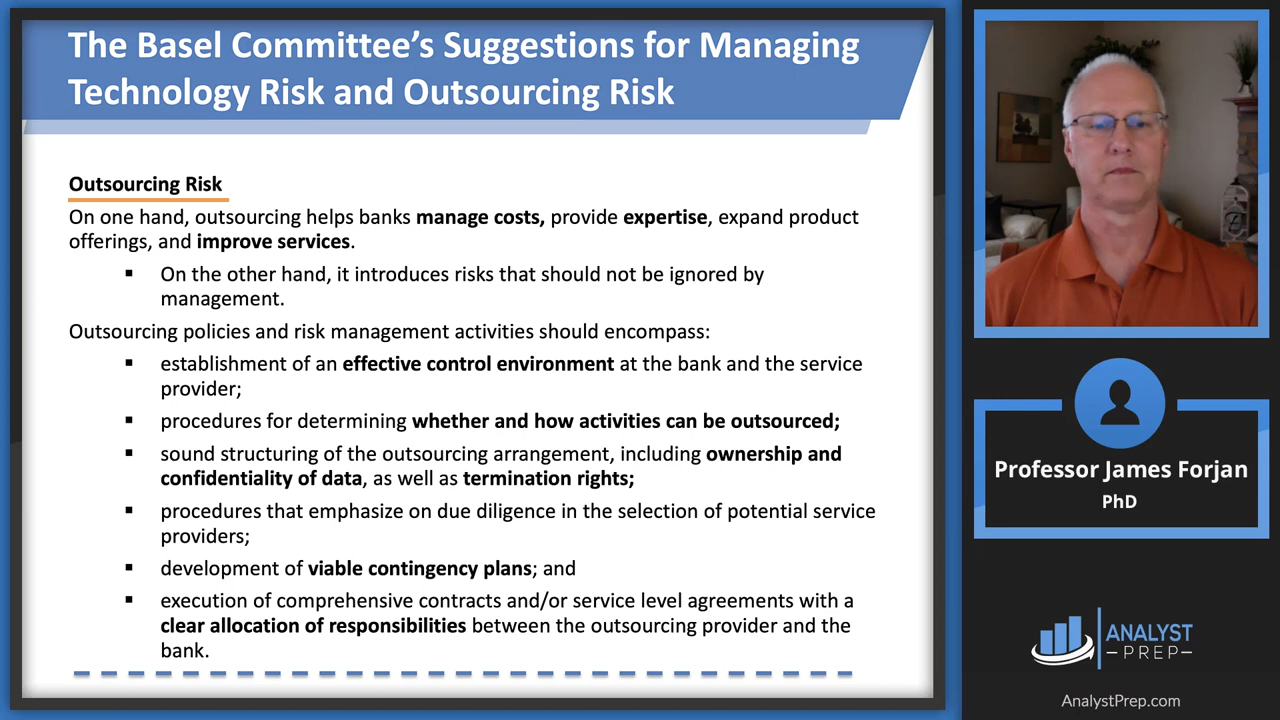 The Basel Committee’s Suggestions for Managing
Technology Risk and Outsourcing Risk
Outsourcing Risk
On one hand, outsourcing helps banks manage costs, provide expertise, expand product
offerings, and improve services.
▪ On the other hand, it introduces risks that should not be ignored by
management.
Outsourcing policies and risk management activities should encompass:
▪ establishment of an effective control environment at the bank and the service
provider;
▪ procedures for determining whether and how activities can be outsourced;
▪ sound structuring of the outsourcing arrangement, including ownership and
confidentiality of data, as well as termination rights;
▪ procedures that emphasize on due diligence in the selection of potential service
providers;
▪ development of viable contingency plans; and
▪ execution of comprehensive contracts and/or service level agreements with a
clear allocation of responsibilities between the outsourcing provider and the
bank.
Professor James Forjan
PhD
ANALYST
PREP
AnalystPrep.com